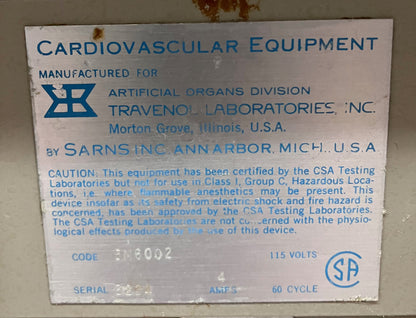 CARDIOVASCULAR EQUIPMENT
MANUFACTURED FOR
ARTIFICIAL ORGANS DIVISION
TRAVENOL LABORATORIES, INC.
Morton Grove, Illinois, U.S.A.
BY SARNS INC. ANN ARBOR, MICH., U.S.A
CAUTION: This equipment has been certified by the CSA Testing
Laboratories but not for use in Class I, Group C, Hazardous Loca-
tions, i.e. where flammable anesthetics may be present. This
device insofar as its safety from electric shock and fire hazard is
concerned, has been approved by the CSA Testing Laboratories.
The CSA Testing Laboratories are not concerned with the physio-
logical effects produced by the use of this device.
CODE 5M6002 115 VOLTS
SERIAL 4 AMPS 60 CYCLE
CSA